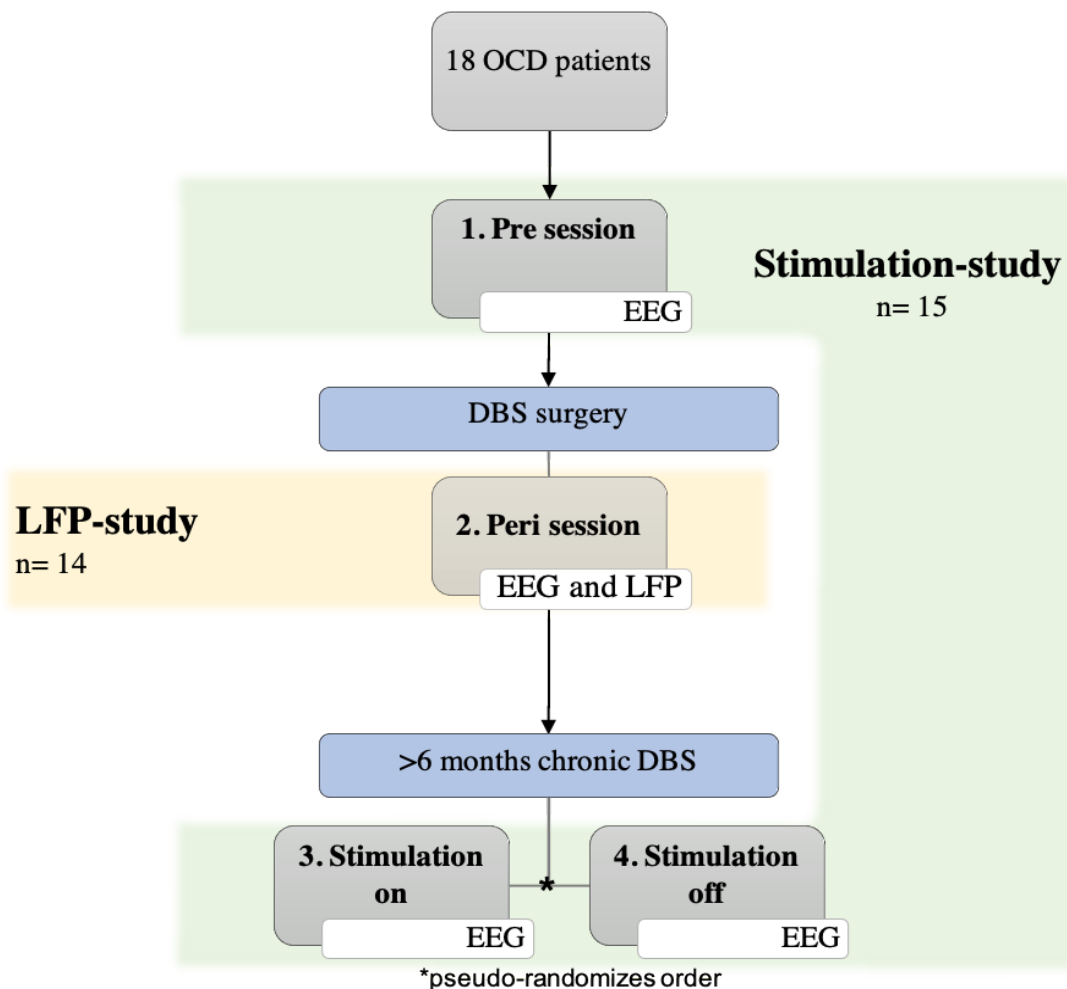 18 OCD patients
1. Pre session
EEG
Stimulation-study
n= 15
DBS surgery
LFP-study
n= 14
2. Peri session
EEG and LFP
>6 months chronic DBS
3. Stimulation
on
EEG
*
4. Stimulation
off
EEG
*pseudo-randomizes order